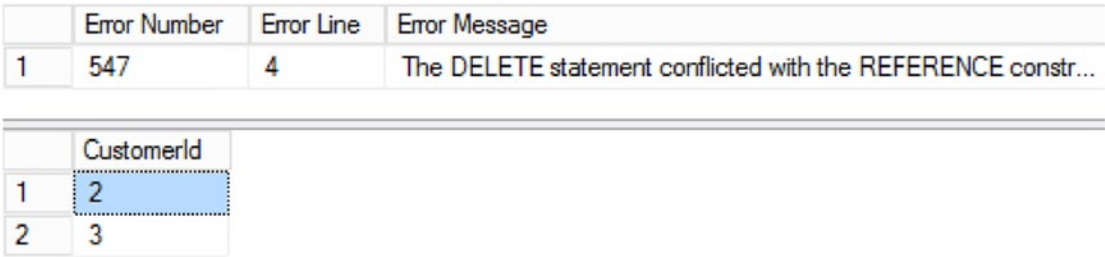 Error Number Error Line Error Message
1 547 4 The DELETE statement conflicted with the REFERENCE constr...
CustomerId
1 2
2 3